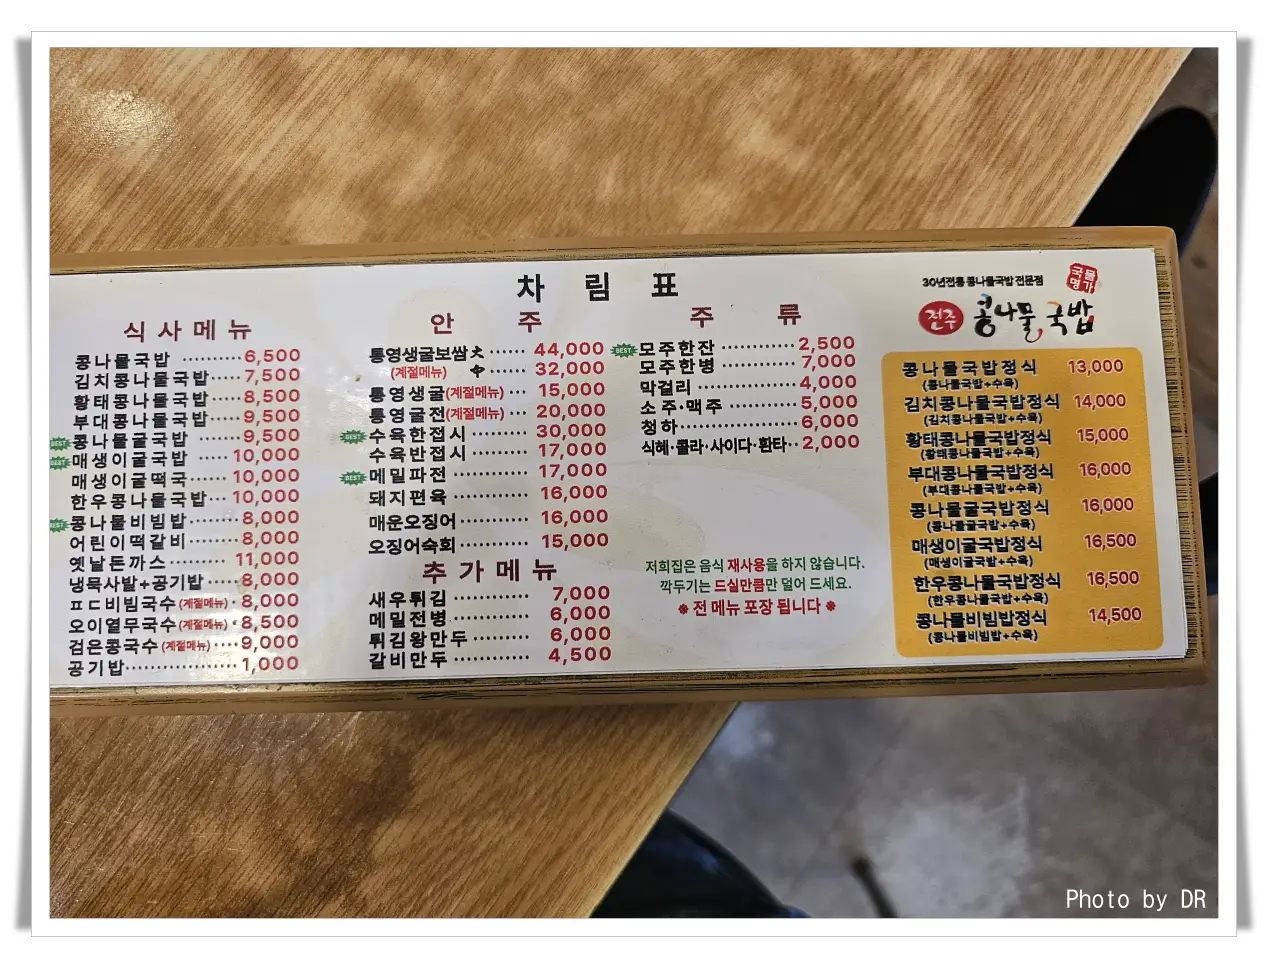 차 림 표
식사메뉴
콩나물국밥 ········· 6,500
김치콩나물국밥 ····· 7,500
황태콩나물국밥 ···· 8,500
부대콩나물국밥 ···· 9,500
BEST 콩나물굴국밥 ······· 9,500
BEST 매생이굴국밥 ····· 10,000
매생이굴떡국 ····· 10,000
한우콩나물국밥 ··· 10,000
BEST 콩나물비빔밥 ······· 8,000
어린이떡갈비 ······· 8,000
옛날돈까스 ······· 11,000
냉묵사발+공기밥 ···· 8,000
ㅍㄷ비빔국수(계절메뉴) · 8,000
오이열무국수(계절메뉴) · 8,500
검은콩국수(계절메뉴) ···· 9,000
공기밥 ················· 1,000
안 주
통영생굴보쌈大 ······ 44,000
(계절메뉴) 中 ······ 32,000
통영생굴(계절메뉴) ···· 15,000
통영굴전(계절메뉴) ···· 20,000
BEST 수육한접시 ········· 30,000
수육반접시 ········· 17,000
BEST 메밀파전 ··········· 17,000
돼지편육 ··········· 16,000
매운오징어 ·········· 16,000
오징어숙회 ·········· 15,000
추가메뉴
새우튀김 ··········· 7,000
메밀전병 ··········· 6,000
튀김왕만두 ········ 6,000
갈비만두 ··········· 4,500
주 류
BEST 모주한잔 ··········· 2,500
모주한병 ··········· 7,000
막걸리 ············· 4,000
소주·맥주 ·········· 5,000
청하 ·············· 6,000
식혜·콜라·사이다·환타 ·· 2,000
저희집은 음식 재사용을 하지 않습니다.
깍두기는 드실만큼만 덜어 드세요.
※ 전 메뉴 포장 됩니다 ※
30년전통 콩나물국밥 전문점
국물명가
전주 콩나물국밥
콩나물국밥정식 13,000
(콩나물국밥+수육)
김치콩나물국밥정식 14,000
(김치콩나물국밥+수육)
황태콩나물국밥정식 15,000
(황태콩나물국밥+수육)
부대콩나물국밥정식 16,000
(부대콩나물국밥+수육)
콩나물굴국밥정식 16,000
(콩나물굴국밥+수육)
매생이굴국밥정식 16,500
(매생이굴국밥+수육)
한우콩나물국밥정식 16,500
(한우콩나물국밥+수육)
콩나물비빔밥정식 14,500
(콩나물비빔밥+수육)
Photo by DR